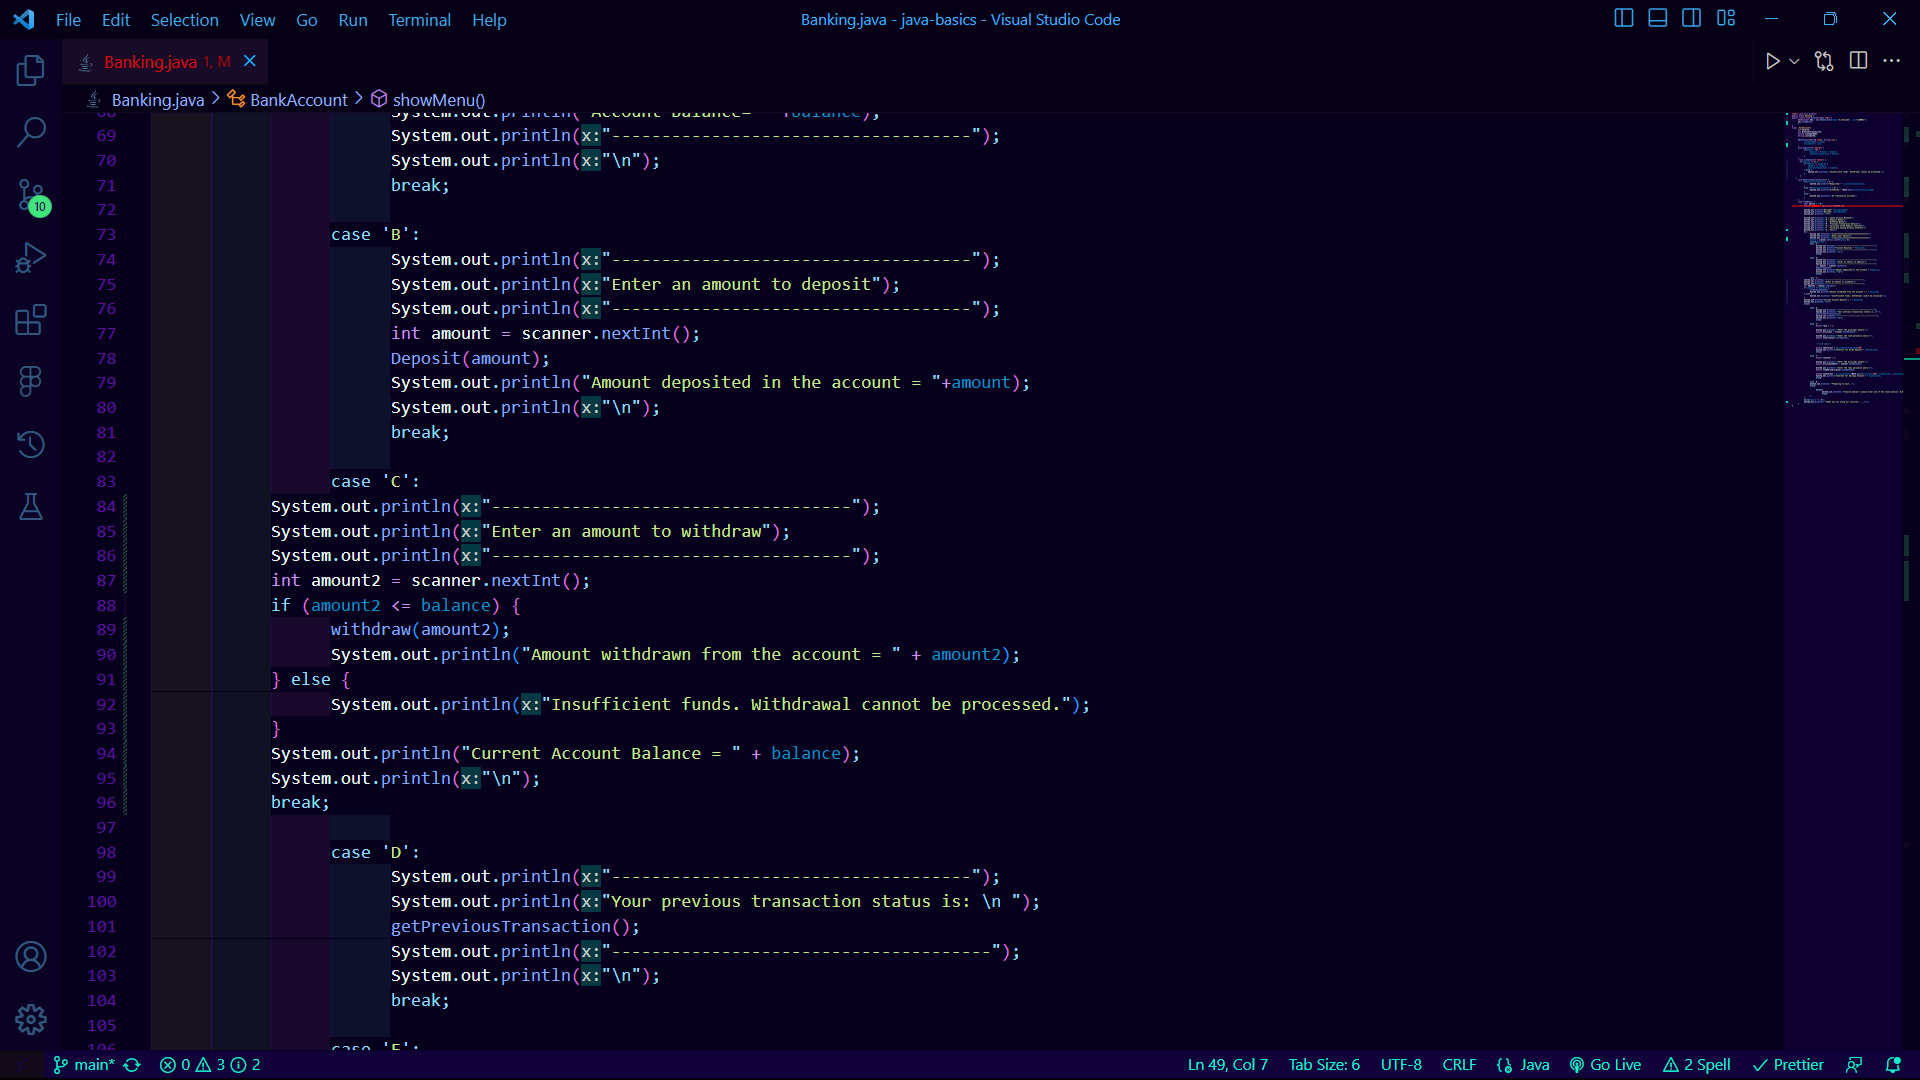 File Edit Selection View Go Run Terminal Help
Banking.java - java-basics - Visual Studio Code
Banking.java 1, M
Banking.java > BankAccount > showMenu()
69 System.out.println(x:"------------------------------------");
70 System.out.println(x:"\n");
71 break;
72
73 case 'B':
74 System.out.println(x:"------------------------------------");
75 System.out.println(x:"Enter an amount to deposit");
76 System.out.println(x:"------------------------------------");
77 int amount = scanner.nextInt();
78 Deposit(amount);
79 System.out.println("Amount deposited in the account = "+amount);
80 System.out.println(x:"\n");
81 break;
82
83 case 'C':
84 System.out.println(x:"------------------------------------");
85 System.out.println(x:"Enter an amount to withdraw");
86 System.out.println(x:"------------------------------------");
87 int amount2 = scanner.nextInt();
88 if (amount2 <= balance) {
89 withdraw(amount2);
90 System.out.println("Amount withdrawn from the account = " + amount2);
91 } else {
92 System.out.println(x:"Insufficient funds. Withdrawal cannot be processed.");
93 }
94 System.out.println("Current Account Balance = " + balance);
95 System.out.println(x:"\n");
96 break;
97
98 case 'D':
99 System.out.println(x:"------------------------------------");
100 System.out.println(x:"Your previous transaction status is: \n ");
101 getPreviousTransaction();
102 System.out.println(x:"--------------------------------------");
103 System.out.println(x:"\n");
104 break;
105
10
main* 0 3 2
Ln 49, Col 7 Tab Size: 6 UTF-8 CRLF Java Go Live 2 Spell Prettier